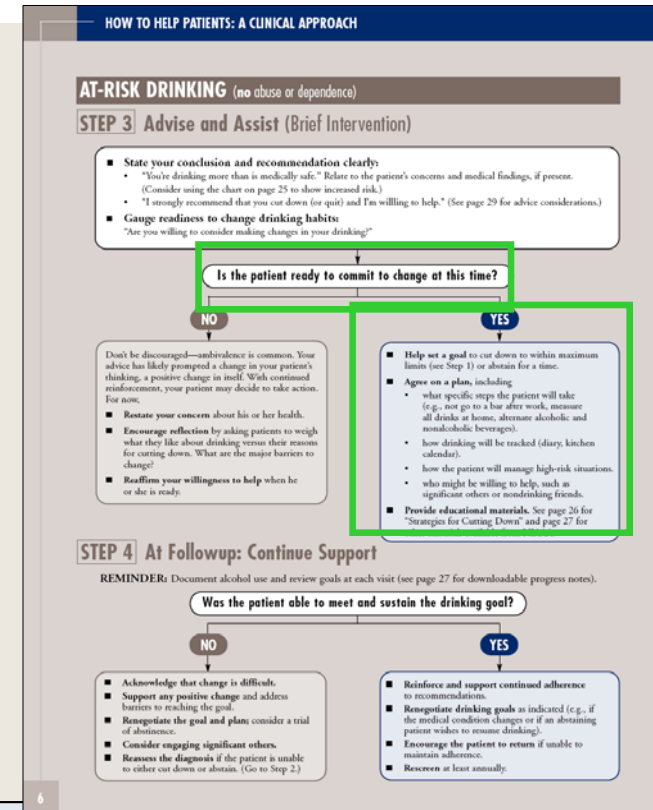 HOW TO HELP PATIENTS: A CLINICAL APPROACH
AT-RISK DRINKING (no abuse or dependence)
STEP 3 Advise and Assist (Brief Intervention)
■ State your conclusion and recommendation clearly:
• "You're drinking more than is medically safe." Relate to the patient's concerns and medical findings, if present.
(Consider using the chart on page 25 to show increased risk.)
• "I strongly recommend that you cut down (or quit) and I'm willling to help." (See page 29 for advice considerations.)
■ Gauge readiness to change drinking habits:
"Are you willing to consider making changes in your drinking?"
Is the patient ready to commit to change at this time?
NO
Don't be discouraged—ambivalence is common. Your
advice has likely prompted a change in your patient's
thinking, a positive change in itself. With continued
reinforcement, your patient may decide to take action.
For now,
■ Restate your concern about his or her health.
■ Encourage reflection by asking patients to weigh
what they like about drinking versus their reasons
for cutting down. What are the major barriers to
change?
■ Reaffirm your willingness to help when he
or she is ready.
YES
■ Help set a goal to cut down to within maximum
limits (see Step 1) or abstain for a time.
■ Agree on a plan, including
• what specific steps the patient will take
(e.g., not go to a bar after work, measure
all drinks at home, alternate alcoholic and
nonalcoholic beverages).
• how drinking will be tracked (diary, kitchen
calendar).
• how the patient will manage high-risk situations.
• who might be willing to help, such as
significant others or nondrinking friends.
■ Provide educational materials. See page 26 for
"Strategies for Cutting Down" and page 27 for
STEP 4 At Followup: Continue Support
REMINDER: Document alcohol use and review goals at each visit (see page 27 for downloadable progress notes).
Was the patient able to meet and sustain the drinking goal?
NO
■ Acknowledge that change is difficult.
■ Support any positive change and address
barriers to reaching the goal.
■ Renegotiate the goal and plan; consider a trial
of abstinence.
■ Consider engaging significant others.
■ Reassess the diagnosis if the patient is unable
to either cut down or abstain. (Go to Step 2.)
YES
■ Reinforce and support continued adherence
to recommendations.
■ Renegotiate drinking goals as indicated (e.g., if
the medical condition changes or if an abstaining
patient wishes to resume drinking).
■ Encourage the patient to return if unable to
maintain adherence.
■ Rescreen at least annually.
6